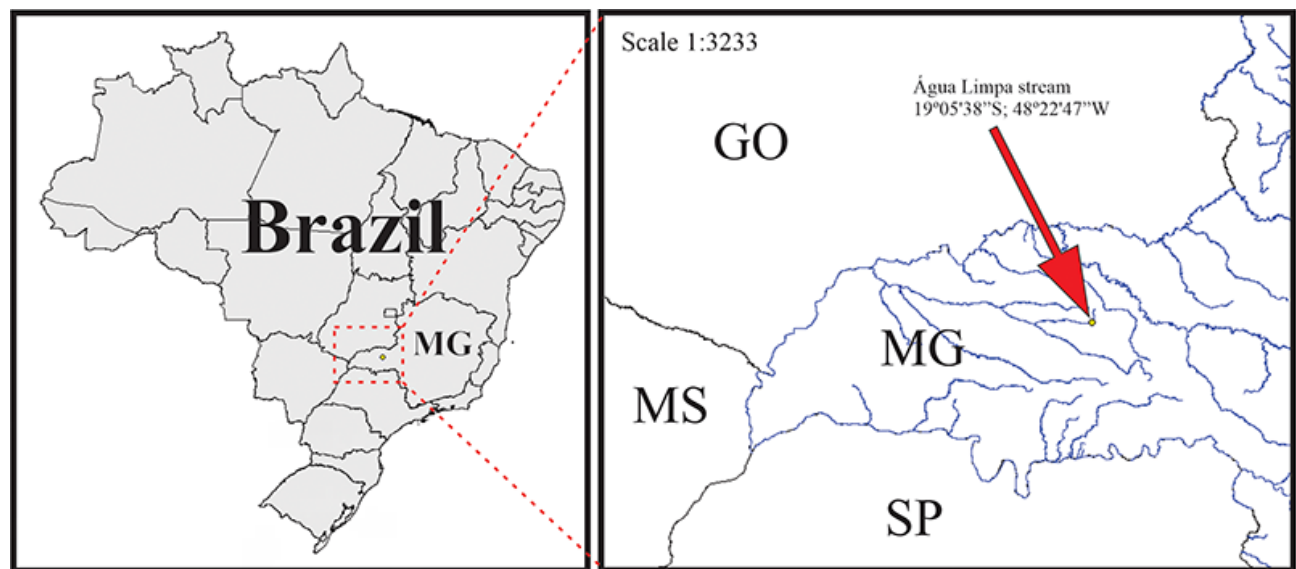 Brazil
MG
Scale 1:3233
Água Limpa stream
19º05'38”S; 48º22'47”W
GO
MG
MS
SP